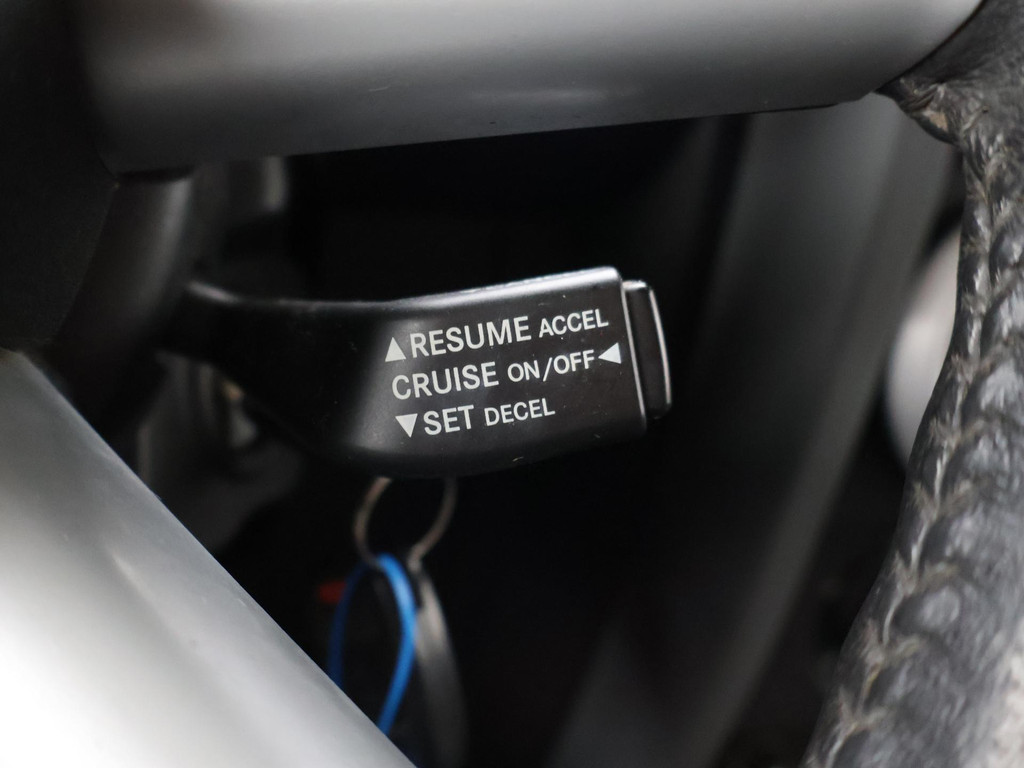 ▲RESUME ACCEL
CRUISE ON/OFF◀
▼SET DECEL